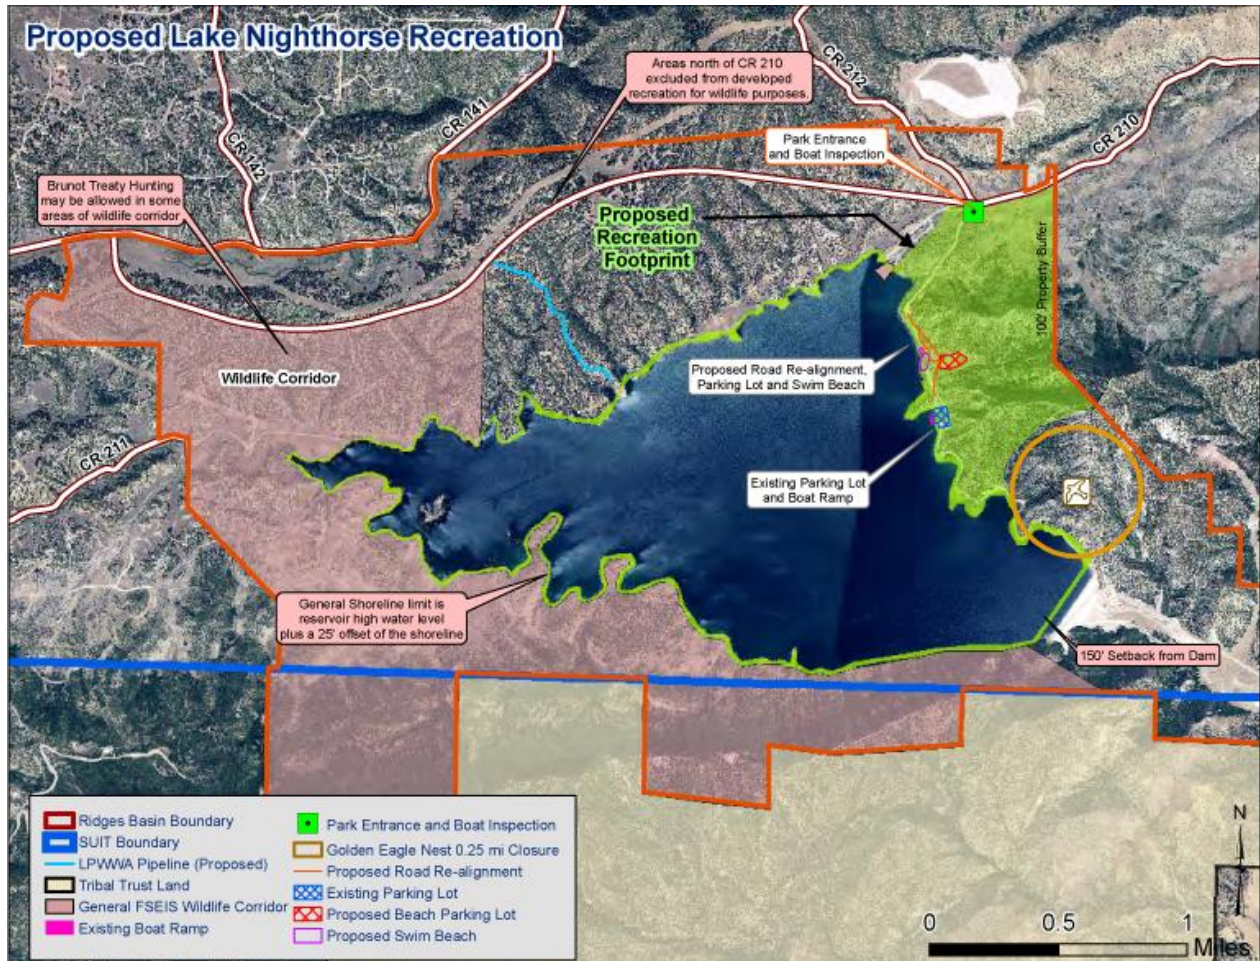 Proposed Lake Nighthorse Recreation
Areas north of CR 210
excluded from developed
recreation for wildlife purposes.
CR 212
CR 141
CR 142
CR 210
Park Entrance
and Boat Inspection
Brunot Treaty Hunting
may be allowed in some
areas of wildlife corridor
Proposed
Recreation
Footprint
100' Property Buffer
Wildlife Corridor
Proposed Road Re-alignment,
Parking Lot and Swim Beach
CR 211
Existing Parking Lot
and Boat Ramp
General Shoreline limit is
reservoir high water level
plus a 25' offset of the shoreline
150' Setback from Dam
Ridges Basin Boundary
SUIT Boundary
LPWWA Pipeline (Proposed)
Tribal Trust Land
General FSEIS Wildlife Corridor
Existing Boat Ramp
Park Entrance and Boat Inspection
Golden Eagle Nest 0.25 mi Closure
Proposed Road Re-alignment
Existing Parking Lot
Proposed Beach Parking Lot
Proposed Swim Beach
N
0 0.5 1
Miles